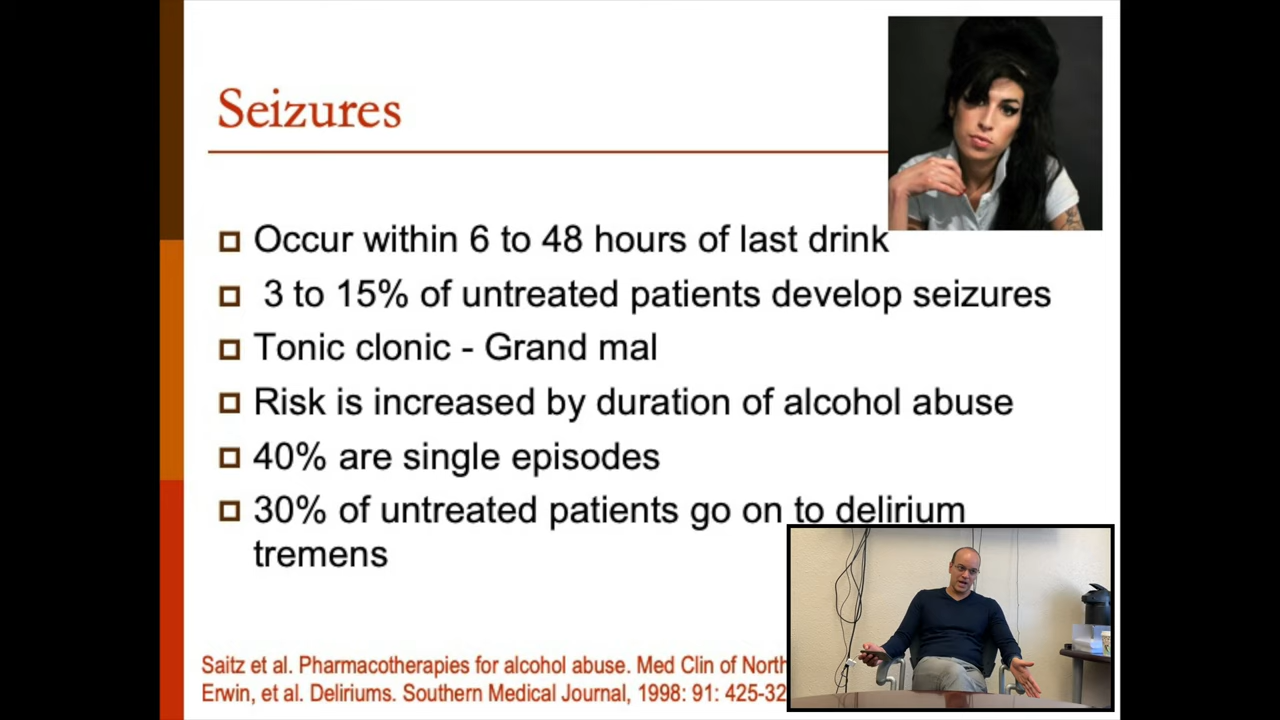 Seizures
Occur within 6 to 48 hours of last drink
3 to 15% of untreated patients develop seizures
Tonic clonic - Grand mal
Risk is increased by duration of alcohol abuse
40% are single episodes
30% of untreated patients go on to delirium
tremens
Saitz et al. Pharmacotherapies for alcohol abuse. Med Clin of North
Erwin, et al. Deliriums. Southern Medical Journal, 1998: 91: 425-32